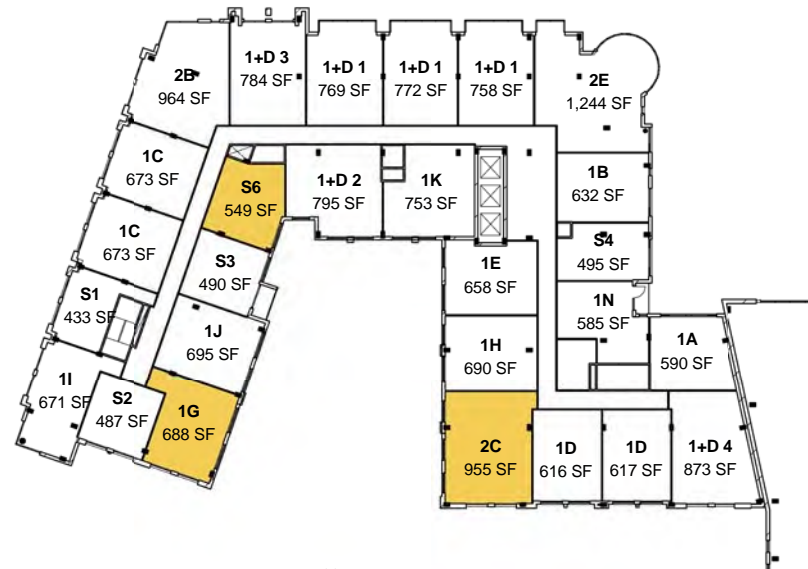 2B
964 SF
1+D 3
784 SF
1+D 1
769 SF
1+D 1
772 SF
1+D 1
758 SF
2E
1,244 SF
1C
673 SF
S6
549 SF
1+D 2
795 SF
1K
753 SF
1B
632 SF
1C
673 SF
S3
490 SF
1E
658 SF
S4
495 SF
S1
433 SF
1J
695 SF
1H
690 SF
1N
585 SF
1A
590 SF
1I
671 SF
S2
487 SF
1G
688 SF
2C
955 SF
1D
616 SF
1D
617 SF
1+D 4
873 SF